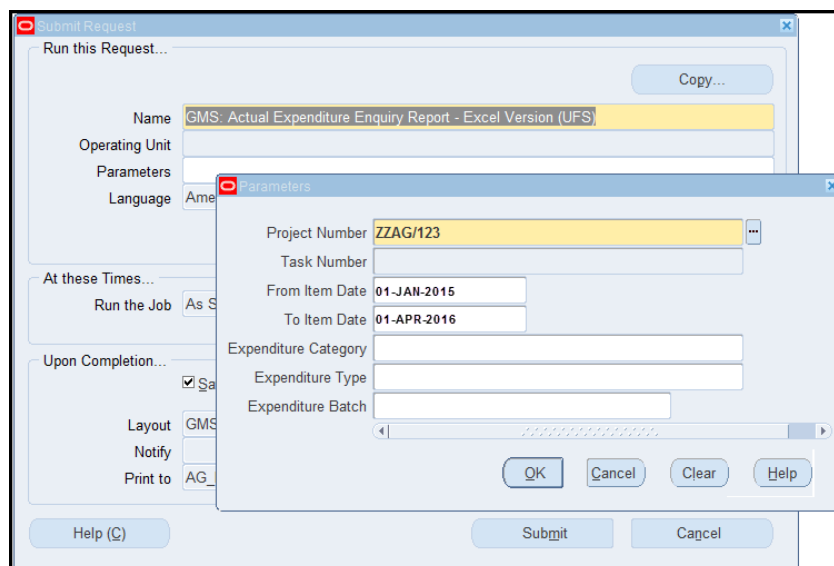 Submit Request
Run this Request...
Copy...
Name GMS: Actual Expenditure Enquiry Report - Excel Version (UFS)
Operating Unit
Parameters
Language Ame
At these Times...
Run the Job As S
Upon Completion...
Sa
Layout GMS
Notify
Print to AG_
Help (C) Submit Cancel
Parameters
Project Number ZZAG/123 ...
Task Number
From Item Date 01-JAN-2015
To Item Date 01-APR-2016
Expenditure Category
Expenditure Type
Expenditure Batch
OK Cancel Clear Help